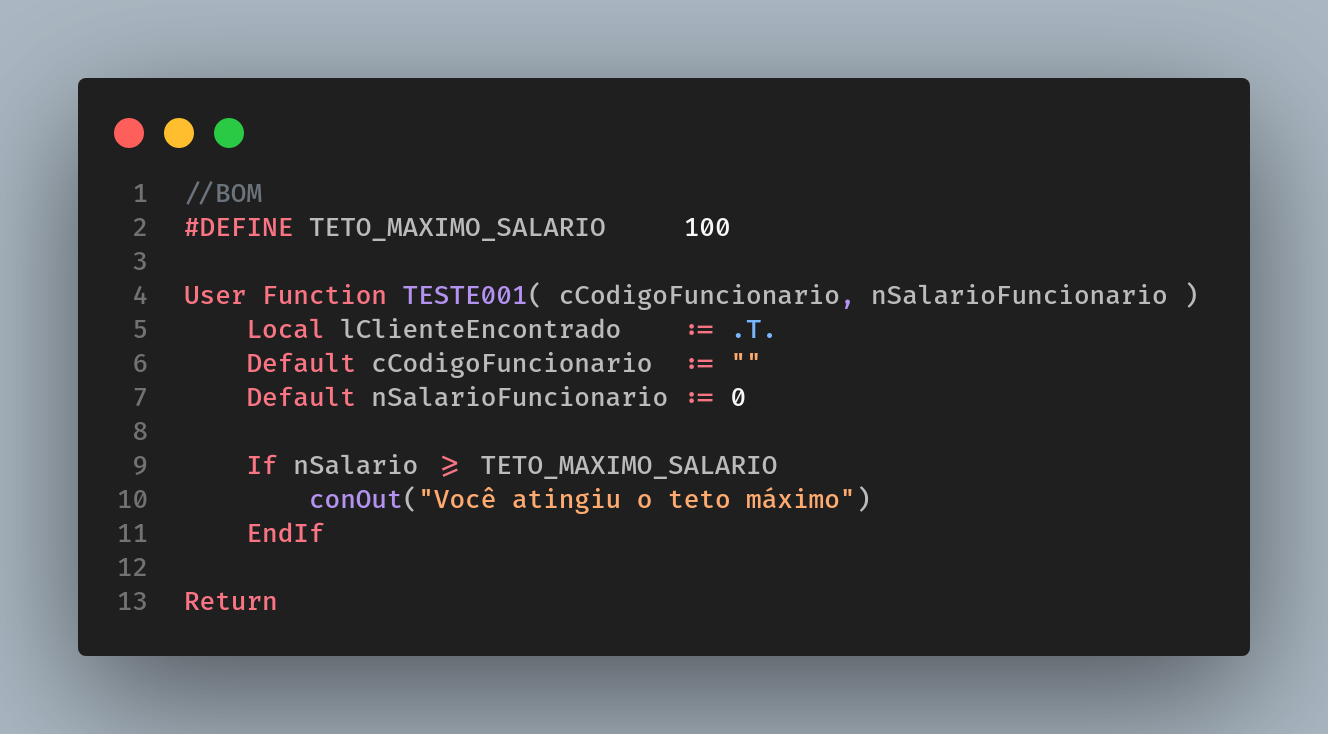 1 //BOM
2 #DEFINE TETO_MAXIMO_SALARIO     100
3
4 User Function TESTE001( cCodigoFuncionario, nSalarioFuncionario )
5     Local lClienteEncontrado    := .T.
6     Default cCodigoFuncionario  := ""
7     Default nSalarioFuncionario := 0
8
9     If nSalario >= TETO_MAXIMO_SALARIO
10         conOut("Você atingiu o teto máximo")
11     EndIf
12
13 Return